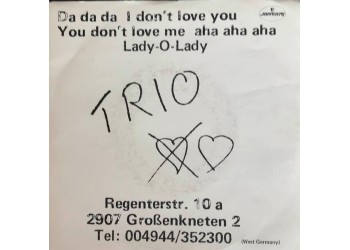 Da da da I don't love you
You don't love me aha aha aha
Lady-O-Lady
mercury
TRIO
Regenterstr. 10 a
2907 Großenkneten 2
Tel: 004944/352300
(West Germany)